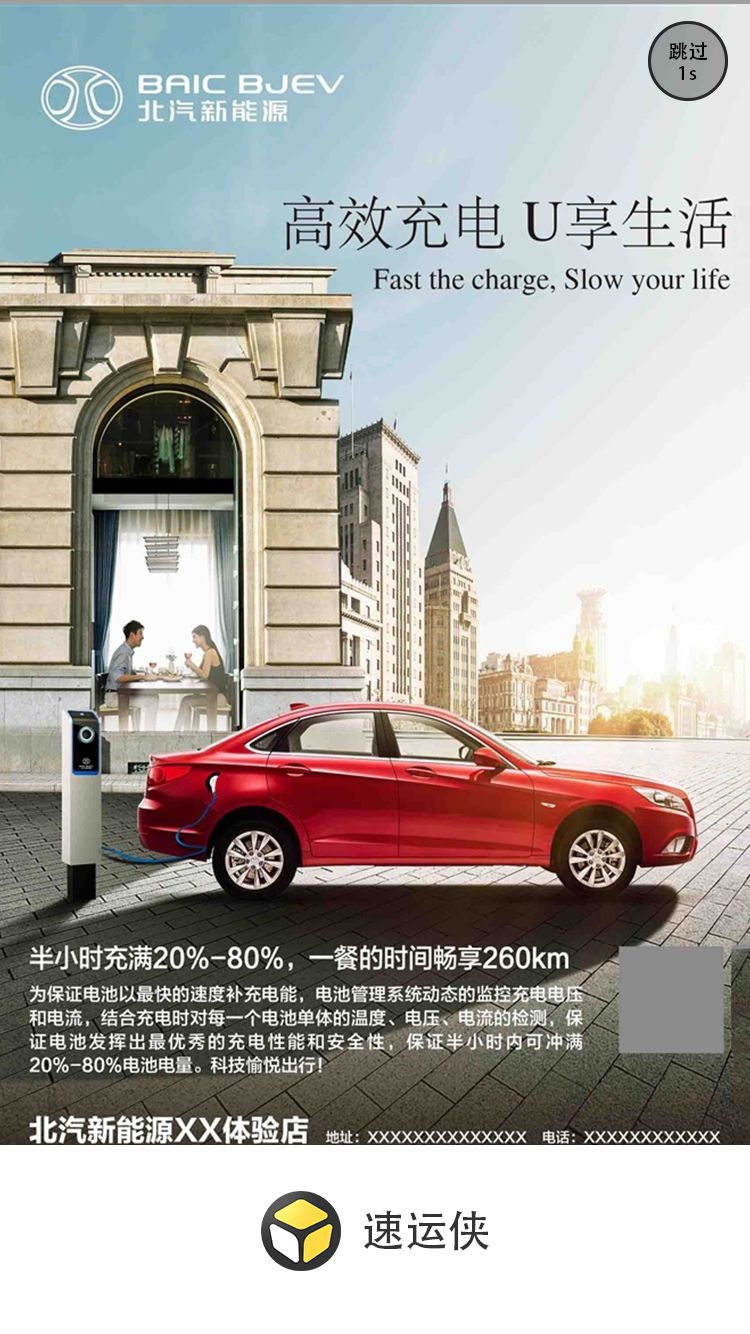 跳过
1s
BAIC BJEV
北汽新能源
高效充电 U享生活
Fast the charge, Slow your life
半小时充满20%-80%，一餐的时间畅享260km
为保证电池以最快的速度补充电能，电池管理系统动态的监控充电电压
和电流，结合充电时对每一个电池单体的温度、电压、电流的检测，保
证电池发挥出最优秀的充电性能和安全性，保证半小时内可冲满
20%-80%电池电量。科技愉悦出行！
北汽新能源XX体验店 地址：XXXXXXXXXXXXXX 电话：XXXXXXXXXXXX
速运侠